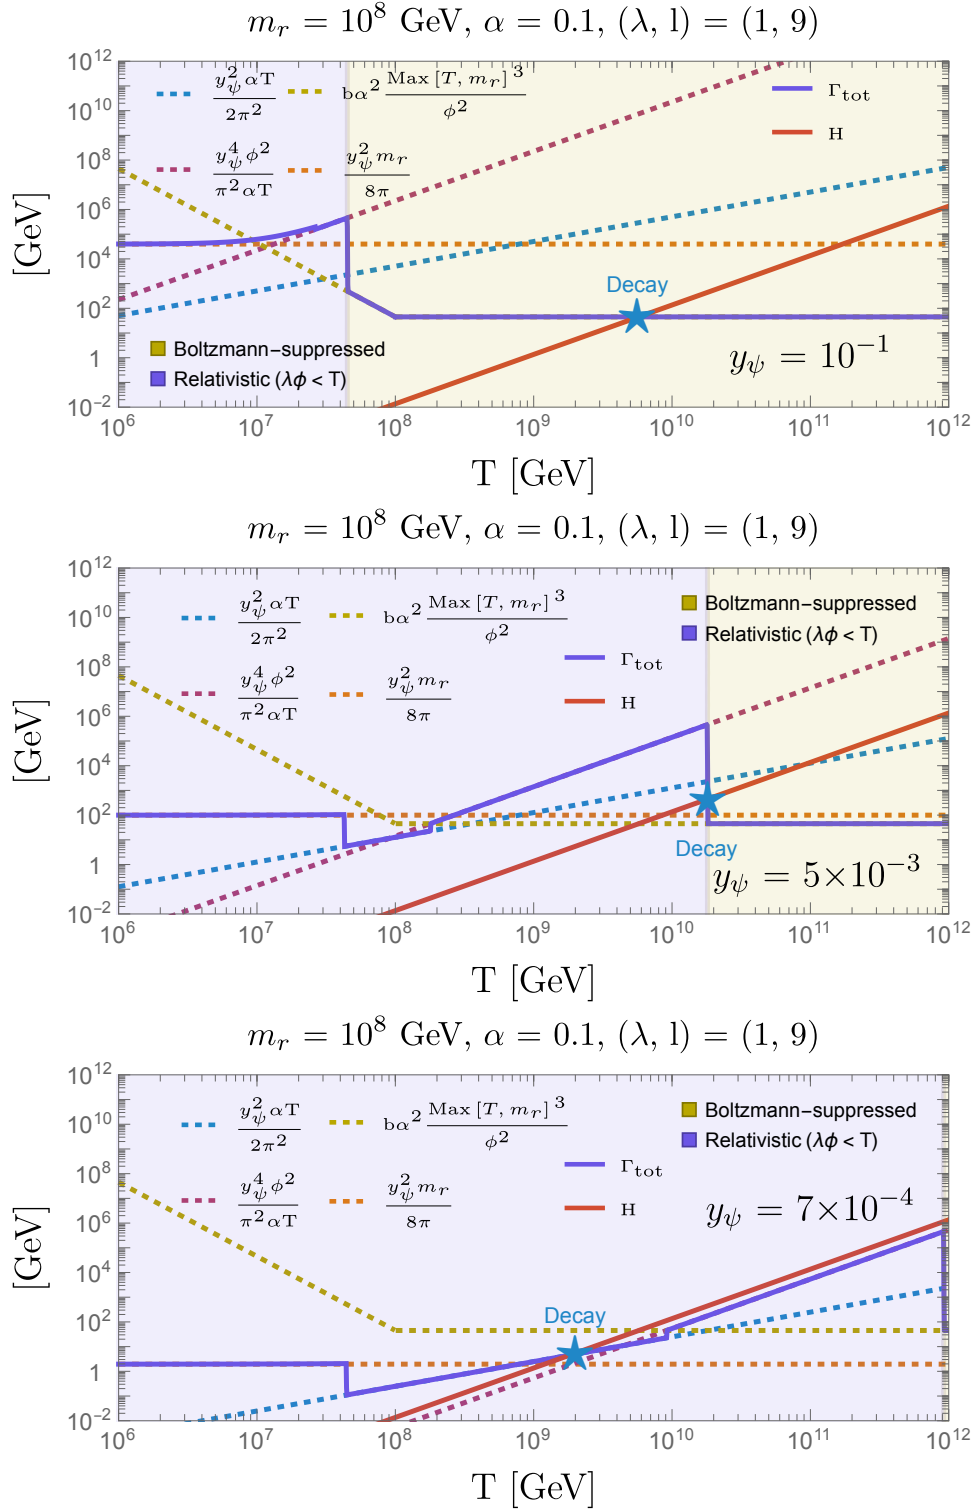 m_r = 10^8 GeV, α = 0.1, (λ, l) = (1, 9)
[GeV]
10^12
10^10
10^8
10^6
10^4
10^2
1
10^-2
y_ψ^2 αT / 2π^2
bα^2 Max [T, m_r]^3 / ϕ^2
y_ψ^4 ϕ^2 / π^2 αT
y_ψ^2 m_r / 8π
Γ_tot
H
Decay
Boltzmann-suppressed
Relativistic (λϕ < T)
y_ψ = 10^-1
10^6 10^7 10^8 10^9 10^10 10^11 10^12
T [GeV]
m_r = 10^8 GeV, α = 0.1, (λ, l) = (1, 9)
[GeV]
10^12
10^10
10^8
10^6
10^4
10^2
1
10^-2
y_ψ^2 αT / 2π^2
bα^2 Max [T, m_r]^3 / ϕ^2
y_ψ^4 ϕ^2 / π^2 αT
y_ψ^2 m_r / 8π
Γ_tot
H
Boltzmann-suppressed
Relativistic (λϕ < T)
Decay
y_ψ = 5×10^-3
10^6 10^7 10^8 10^9 10^10 10^11 10^12
T [GeV]
m_r = 10^8 GeV, α = 0.1, (λ, l) = (1, 9)
[GeV]
10^12
10^10
10^8
10^6
10^4
10^2
1
10^-2
y_ψ^2 αT / 2π^2
bα^2 Max [T, m_r]^3 / ϕ^2
y_ψ^4 ϕ^2 / π^2 αT
y_ψ^2 m_r / 8π
Γ_tot
H
Boltzmann-suppressed
Relativistic (λϕ < T)
y_ψ = 7×10^-4
Decay
10^6 10^7 10^8 10^9 10^10 10^11 10^12
T [GeV]